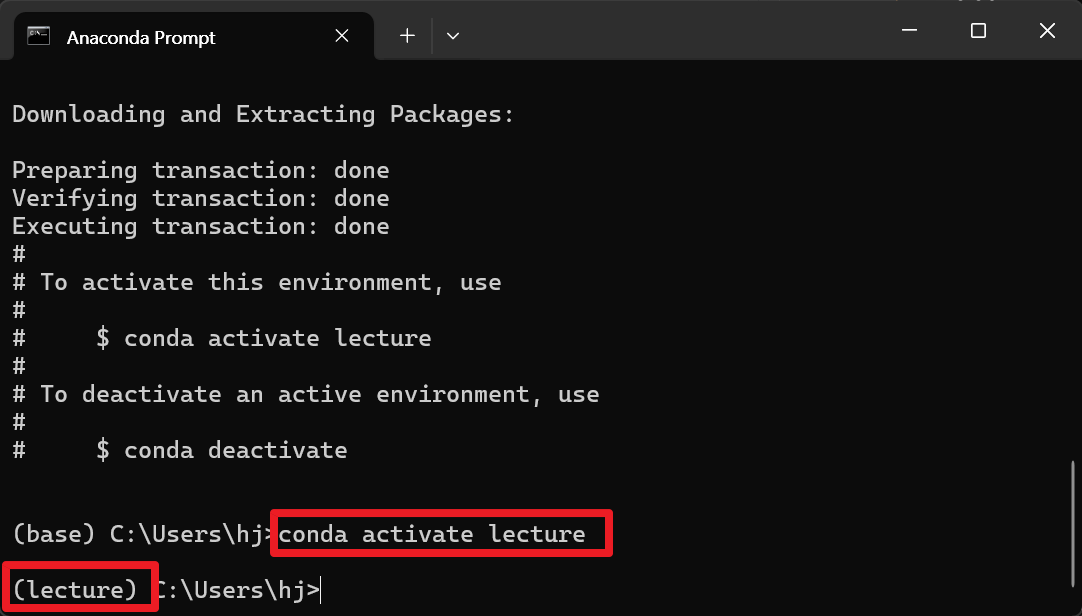 Anaconda Prompt
Downloading and Extracting Packages:
Preparing transaction: done
Verifying transaction: done
Executing transaction: done
#
# To activate this environment, use
#
#     $ conda activate lecture
#
# To deactivate an active environment, use
#
#     $ conda deactivate
(base) C:\Users\hj>conda activate lecture
(lecture) C:\Users\hj>